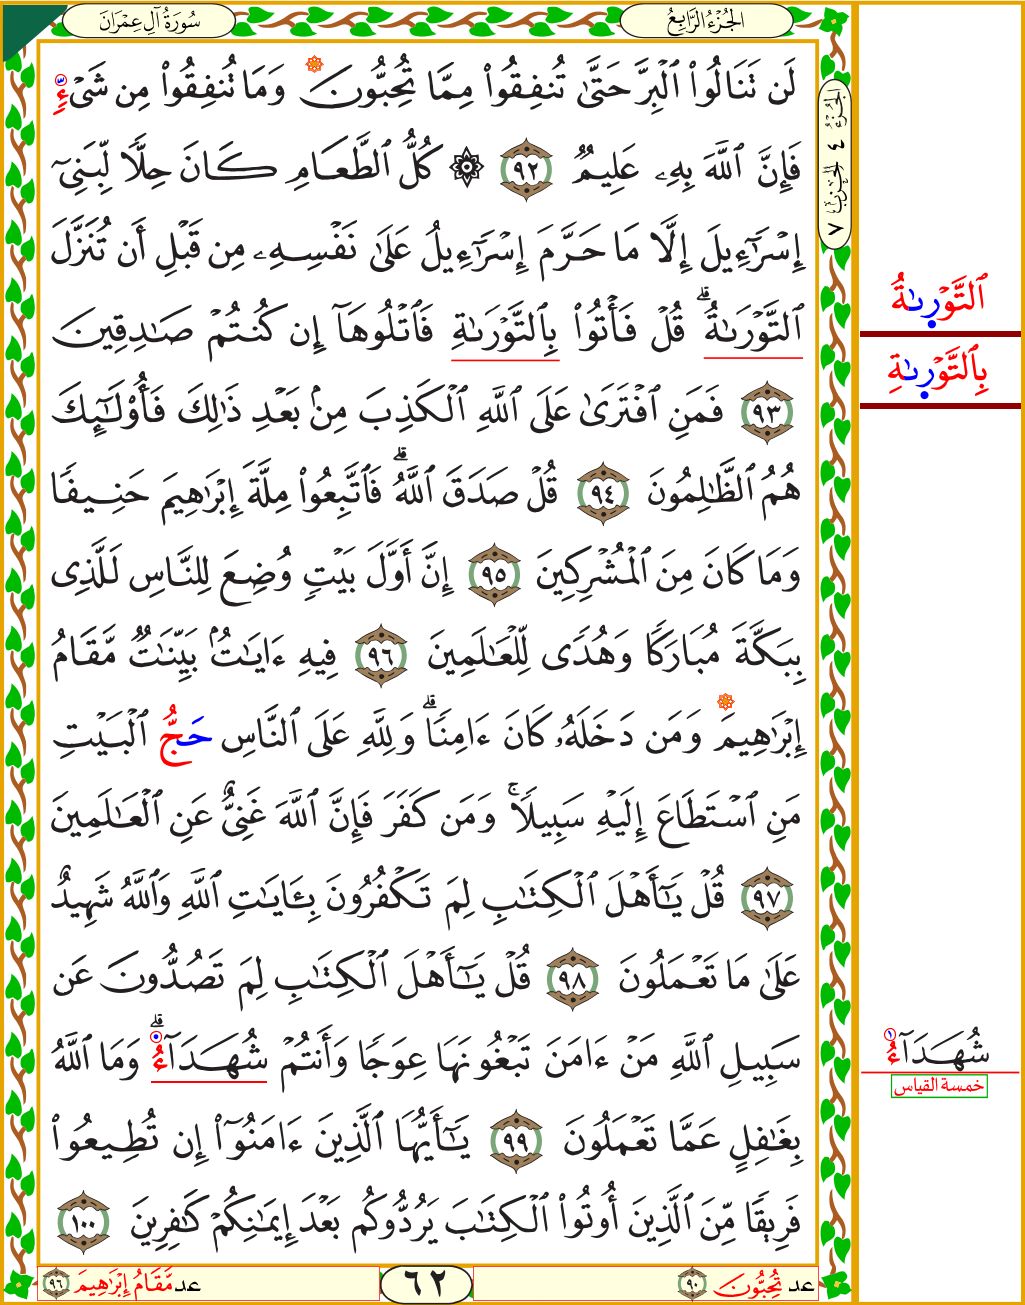 سُورَةُ آلِ عِمْرَانَ
الجُزْءُ الرَّابِعُ
الجُزْءُ ٤ الحِزْبُ ٧
لَن تَنَالُوا۟ ٱلْبِرَّ حَتَّىٰ تُنفِقُوا۟ مِمَّا تُحِبُّونَ وَمَا تُنفِقُوا۟ مِن شَىْءٍ
فَإِنَّ ٱللَّهَ بِهِۦ عَلِيمٌ ٩٢ ۞ كُلُّ ٱلطَّعَامِ كَانَ حِلًّا لِّبَنِىٓ
إِسْرَٰٓءِيلَ إِلَّا مَا حَرَّمَ إِسْرَٰٓءِيلُ عَلَىٰ نَفْسِهِۦ مِن قَبْلِ أَن تُنَزَّلَ
ٱلتَّوْرَىٰةُ ۗ قُلْ فَأْتُوا۟ بِٱلتَّوْرَىٰةِ فَٱتْلُوهَآ إِن كُنتُمْ صَـٰدِقِينَ
٩٣ فَمَنِ ٱفْتَرَىٰ عَلَى ٱللَّهِ ٱلْكَذِبَ مِنۢ بَعْدِ ذَٰلِكَ فَأُو۟لَـٰٓئِكَ
هُمُ ٱلظَّـٰلِمُونَ ٩٤ قُلْ صَدَقَ ٱللَّهُ ۗ فَٱتَّبِعُوا۟ مِلَّةَ إِبْرَٰهِيمَ حَنِيفًا
وَمَا كَانَ مِنَ ٱلْمُشْرِكِينَ ٩٥ إِنَّ أَوَّلَ بَيْتٍ وُضِعَ لِلنَّاسِ لَلَّذِى
بِبَكَّةَ مُبَارَكًا وَهُدًى لِّلْعَـٰلَمِينَ ٩٦ فِيهِ ءَايَـٰتٌۢ بَيِّنَـٰتٌ مَّقَامُ
إِبْرَٰهِيمَ وَمَن دَخَلَهُۥ كَانَ ءَامِنًا ۗ وَلِلَّهِ عَلَى ٱلنَّاسِ حَجُّ ٱلْبَيْتِ
مَنِ ٱسْتَطَاعَ إِلَيْهِ سَبِيلًا ۚ وَمَن كَفَرَ فَإِنَّ ٱللَّهَ غَنِىٌّ عَنِ ٱلْعَـٰلَمِينَ
٩٧ قُلْ يَـٰٓأَهْلَ ٱلْكِتَـٰبِ لِمَ تَكْفُرُونَ بِـَٔايَـٰتِ ٱللَّهِ وَٱللَّهُ شَهِيدٌ
عَلَىٰ مَا تَعْمَلُونَ ٩٨ قُلْ يَـٰٓأَهْلَ ٱلْكِتَـٰبِ لِمَ تَصُدُّونَ عَن
سَبِيلِ ٱللَّهِ مَنْ ءَامَنَ تَبْغُونَهَا عِوَجًا وَأَنتُمْ شُهَدَآءُ ۗ وَمَا ٱللَّهُ
بِغَـٰفِلٍ عَمَّا تَعْمَلُونَ ٩٩ يَـٰٓأَيُّهَا ٱلَّذِينَ ءَامَنُوٓا۟ إِن تُطِيعُوا۟
فَرِيقًا مِّنَ ٱلَّذِينَ أُوتُوا۟ ٱلْكِتَـٰبَ يَرُدُّوكُم بَعْدَ إِيمَـٰنِكُمْ كَـٰفِرِينَ ١٠٠
ٱلتَّوْرِىٰةُ
بِٱلتَّوْرِىٰةِ
شُهَدَآءُ
خمسة القياس
عد تُحِبُّونَ ٩٠
٦٢
عد مَّقَامُ إِبْرَٰهِيمَ ٩٦